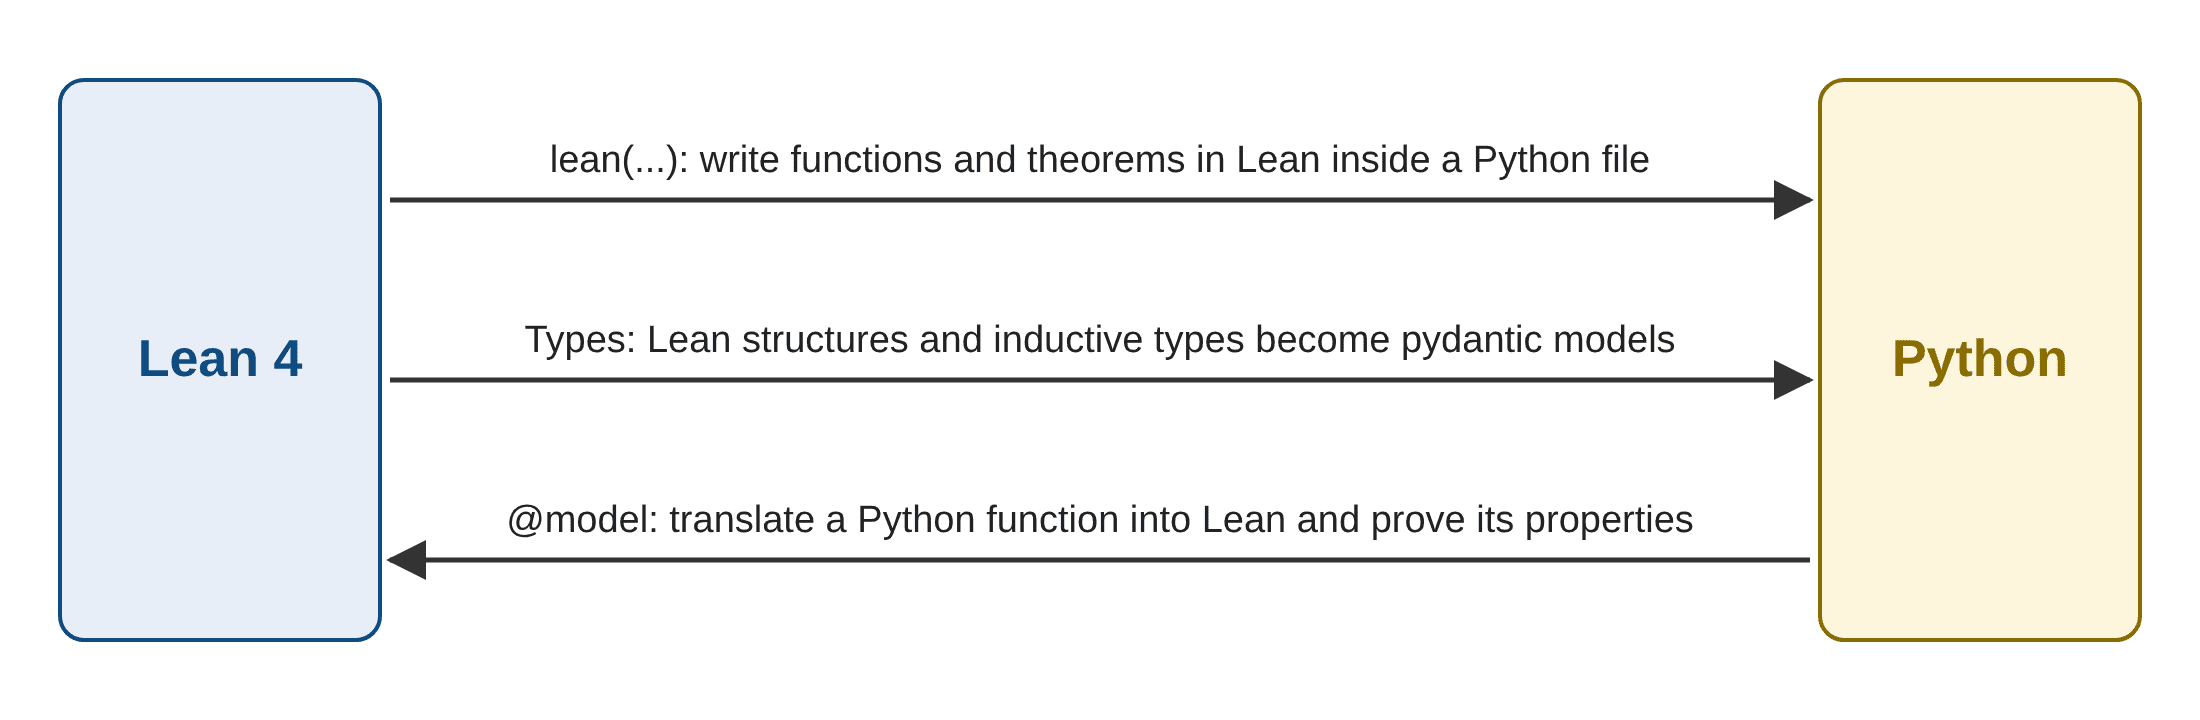 lean(...): write functions and theorems in Lean inside a Python file
Types: Lean structures and inductive types become pydantic models
Lean 4
Python
@model: translate a Python function into Lean and prove its properties